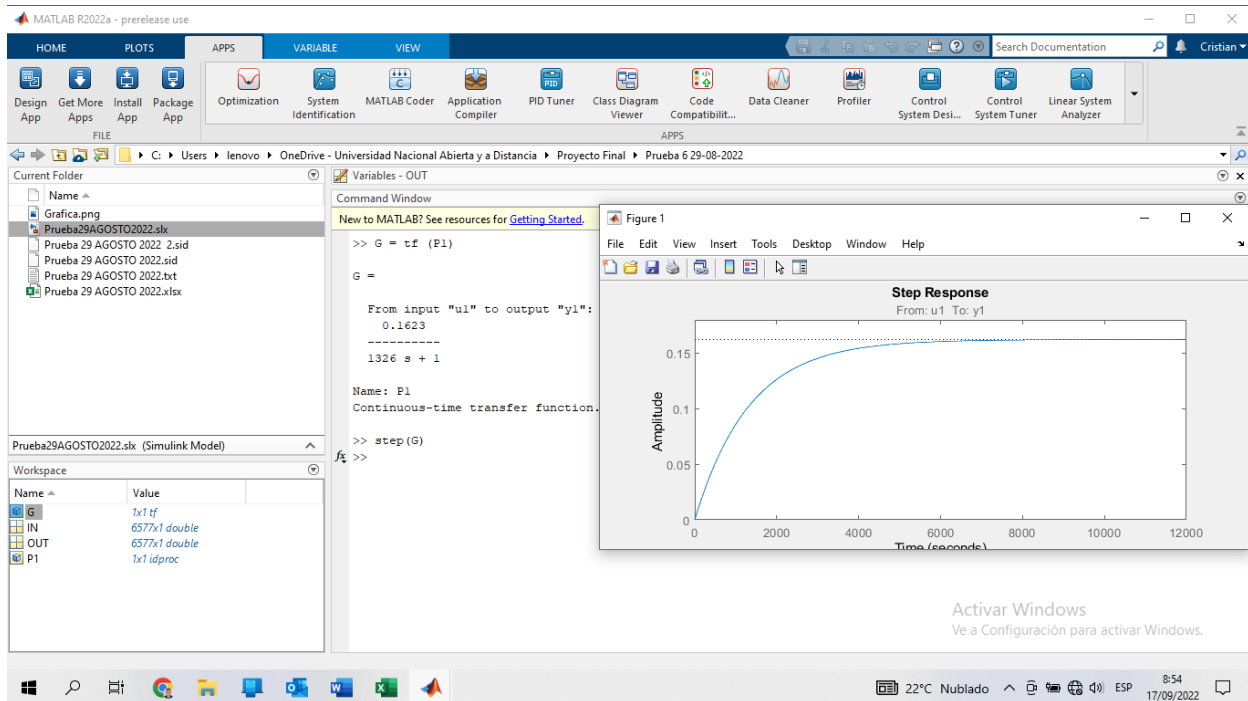 MATLAB R2022a - prerelease use
HOME PLOTS APPS VARIABLE VIEW Search Documentation Cristian
Design App
Get More Apps
Install App
Package App
Optimization
System Identification
MATLAB Coder
Application Compiler
PID Tuner
Class Diagram Viewer
Code Compatibilit...
Data Cleaner
Profiler
Control System Desi...
Control System Tuner
Linear System Analyzer
FILE APPS
C: Users lenovo OneDrive - Universidad Nacional Abierta y a Distancia Proyecto Final Prueba 6 29-08-2022
Current Folder
Name
Grafica.png
Prueba29AGOSTO2022.slx
Prueba 29 AGOSTO 2022 2.sid
Prueba 29 AGOSTO 2022.sid
Prueba 29 AGOSTO 2022.txt
Prueba 29 AGOSTO 2022.xlsx
Prueba29AGOSTO2022.slx (Simulink Model)
Workspace
Name Value
G 1x1 tf
IN 6577x1 double
OUT 6577x1 double
P1 1x1 idproc
Variables - OUT
Command Window
New to MATLAB? See resources for Getting Started.
>> G = tf (P1)
G =
From input "u1" to output "y1":
0.1623
----------
1326 s + 1
Name: P1
Continuous-time transfer function.
>> step(G)
fx >>
Figure 1
File Edit View Insert Tools Desktop Window Help
Step Response
From: u1 To: y1
Amplitude
0.15
0.1
0.05
0
0 2000 4000 6000 8000 10000 12000
Time (seconds)
Activar Windows
Ve a Configuración para activar Windows.
22°C Nublado ESP 8:54
17/09/2022